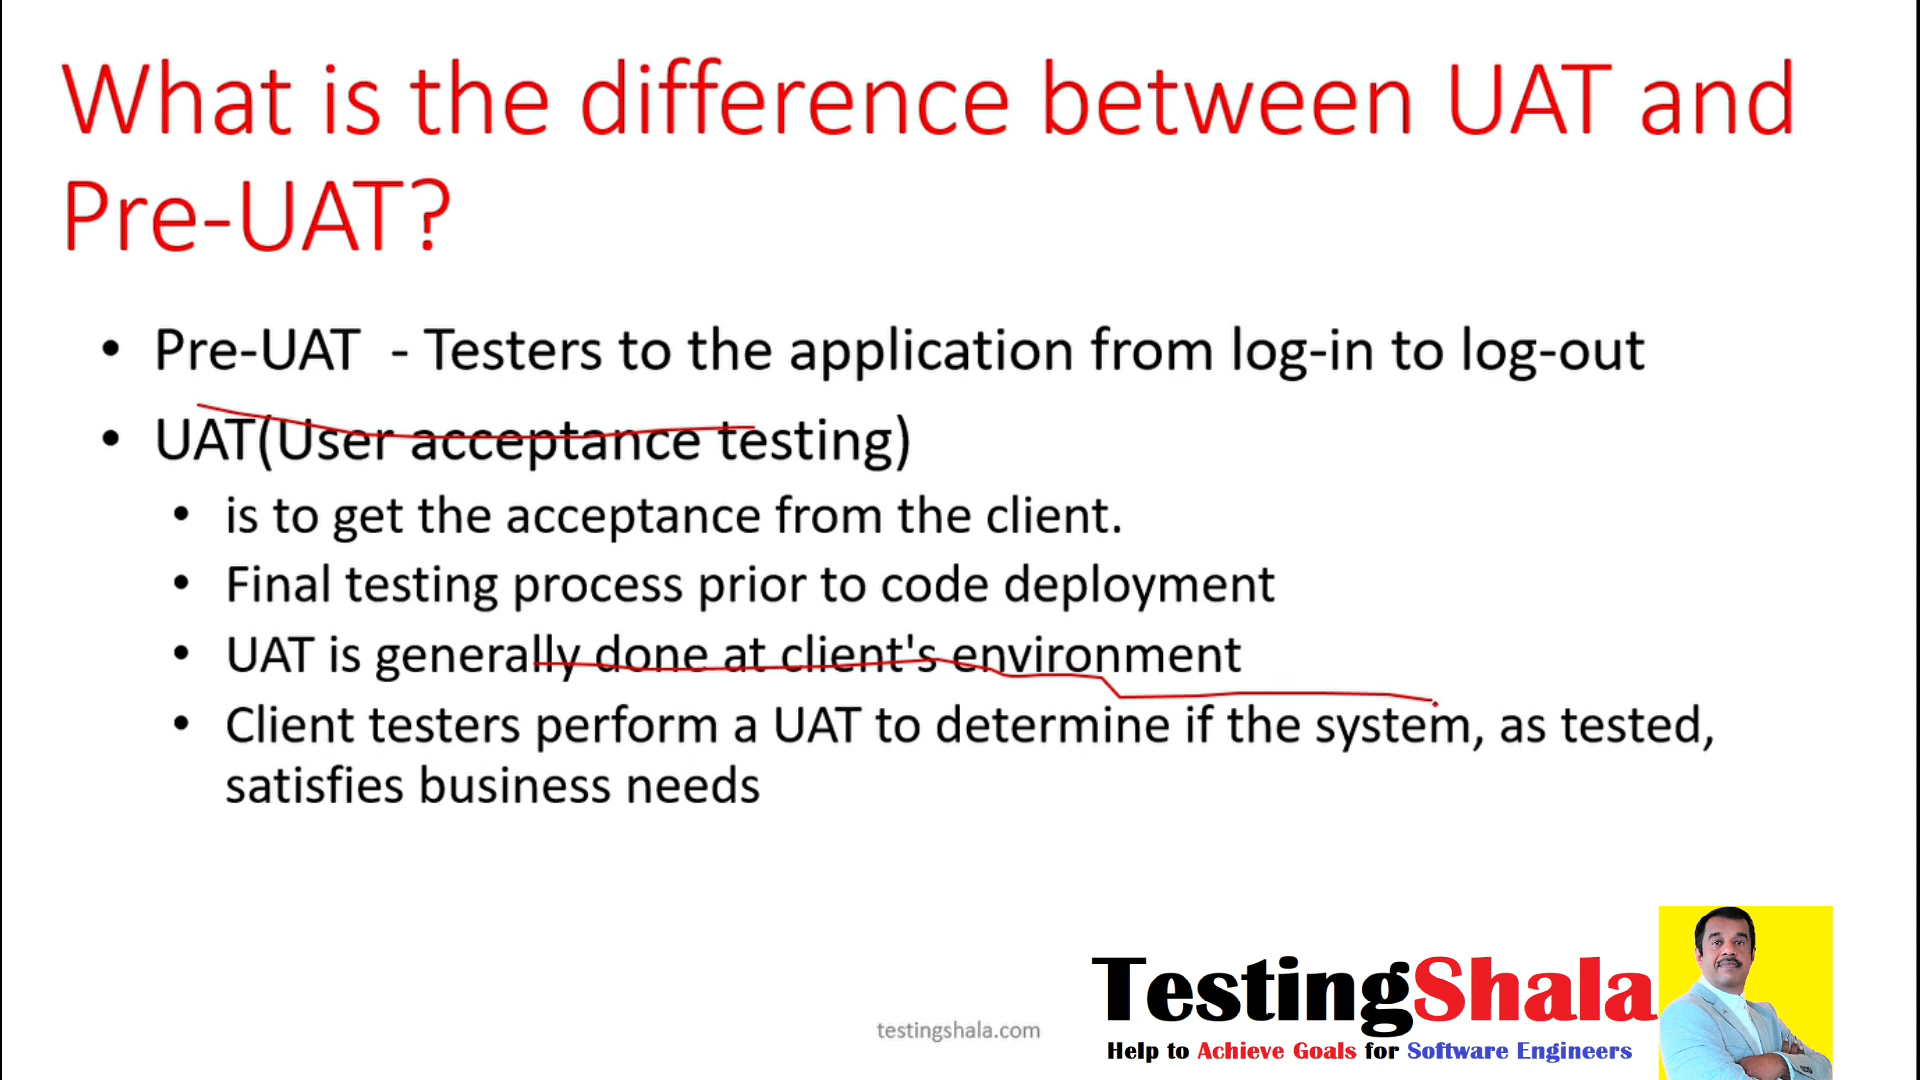 What is the difference between UAT and
Pre-UAT?
• Pre-UAT - Testers to the application from log-in to log-out
• UAT(User acceptance testing)
• is to get the acceptance from the client.
• Final testing process prior to code deployment
• UAT is generally done at client's environment
• Client testers perform a UAT to determine if the system, as tested,
satisfies business needs
testingshala.com
TestingShala
Help to Achieve Goals for Software Engineers